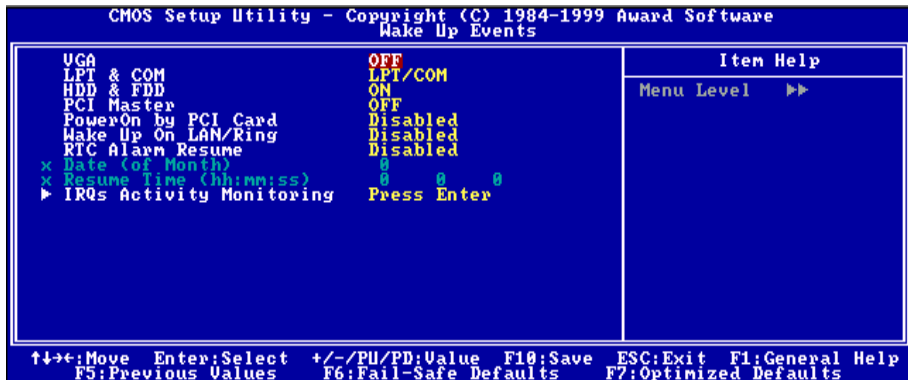 CMOS Setup Utility - Copyright (C) 1984-1999 Award Software
Wake Up Events
VGA OFF
LPT & COM LPT/COM
HDD & FDD ON
PCI Master OFF
PowerOn by PCI Card Disabled
Wake Up On LAN/Ring Disabled
RTC Alarm Resume Disabled
x Date (of Month) 0
x Resume Time (hh:mm:ss) 0 0 0
► IRQs Activity Monitoring Press Enter
Item Help
Menu Level ►►
↑↓→←:Move Enter:Select +/-/PU/PD:Value F10:Save ESC:Exit F1:General Help
F5:Previous Values F6:Fail-Safe Defaults F7:Optimized Defaults